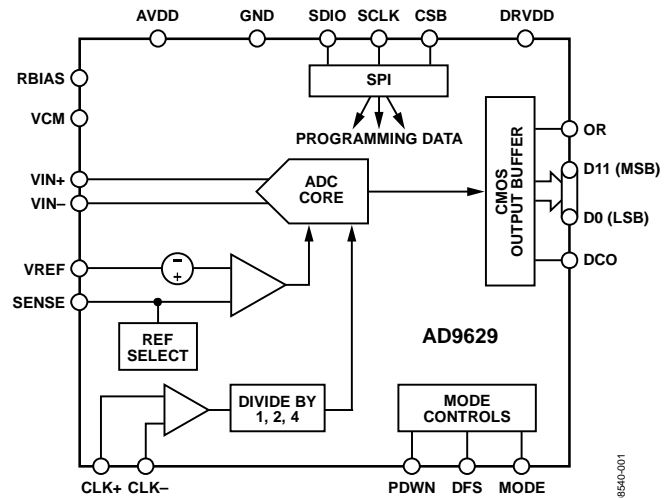 AVDD GND SDIO SCLK CSB DRVDD
RBIAS
SPI
VCM
PROGRAMMING DATA
OR
VIN+
ADC
CORE
CMOS
OUTPUT BUFFER
D11 (MSB)
VIN–
D0 (LSB)
VREF
–
+
DCO
SENSE
REF
SELECT
AD9629
DIVIDE BY
1, 2, 4
MODE
CONTROLS
CLK+ CLK– PDWN DFS MODE
8540-001